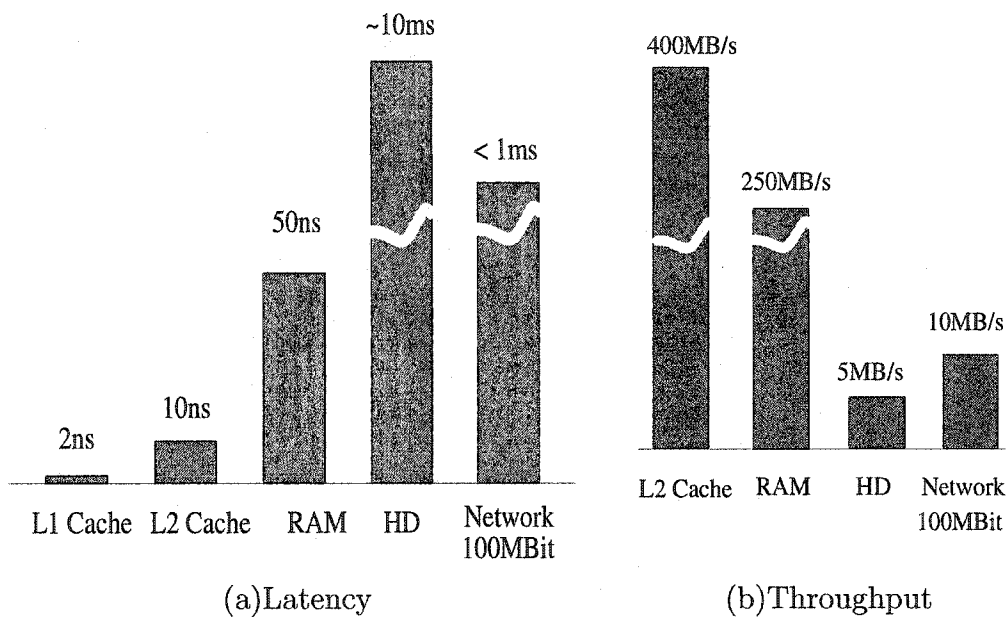 ~10ms
< 1ms
50ns
10ns
2ns
L1 Cache
L2 Cache
RAM
HD
Network
100MBit
(a)Latency
400MB/s
250MB/s
5MB/s
10MB/s
L2 Cache
RAM
HD
Network
100MBit
(b)Throughput